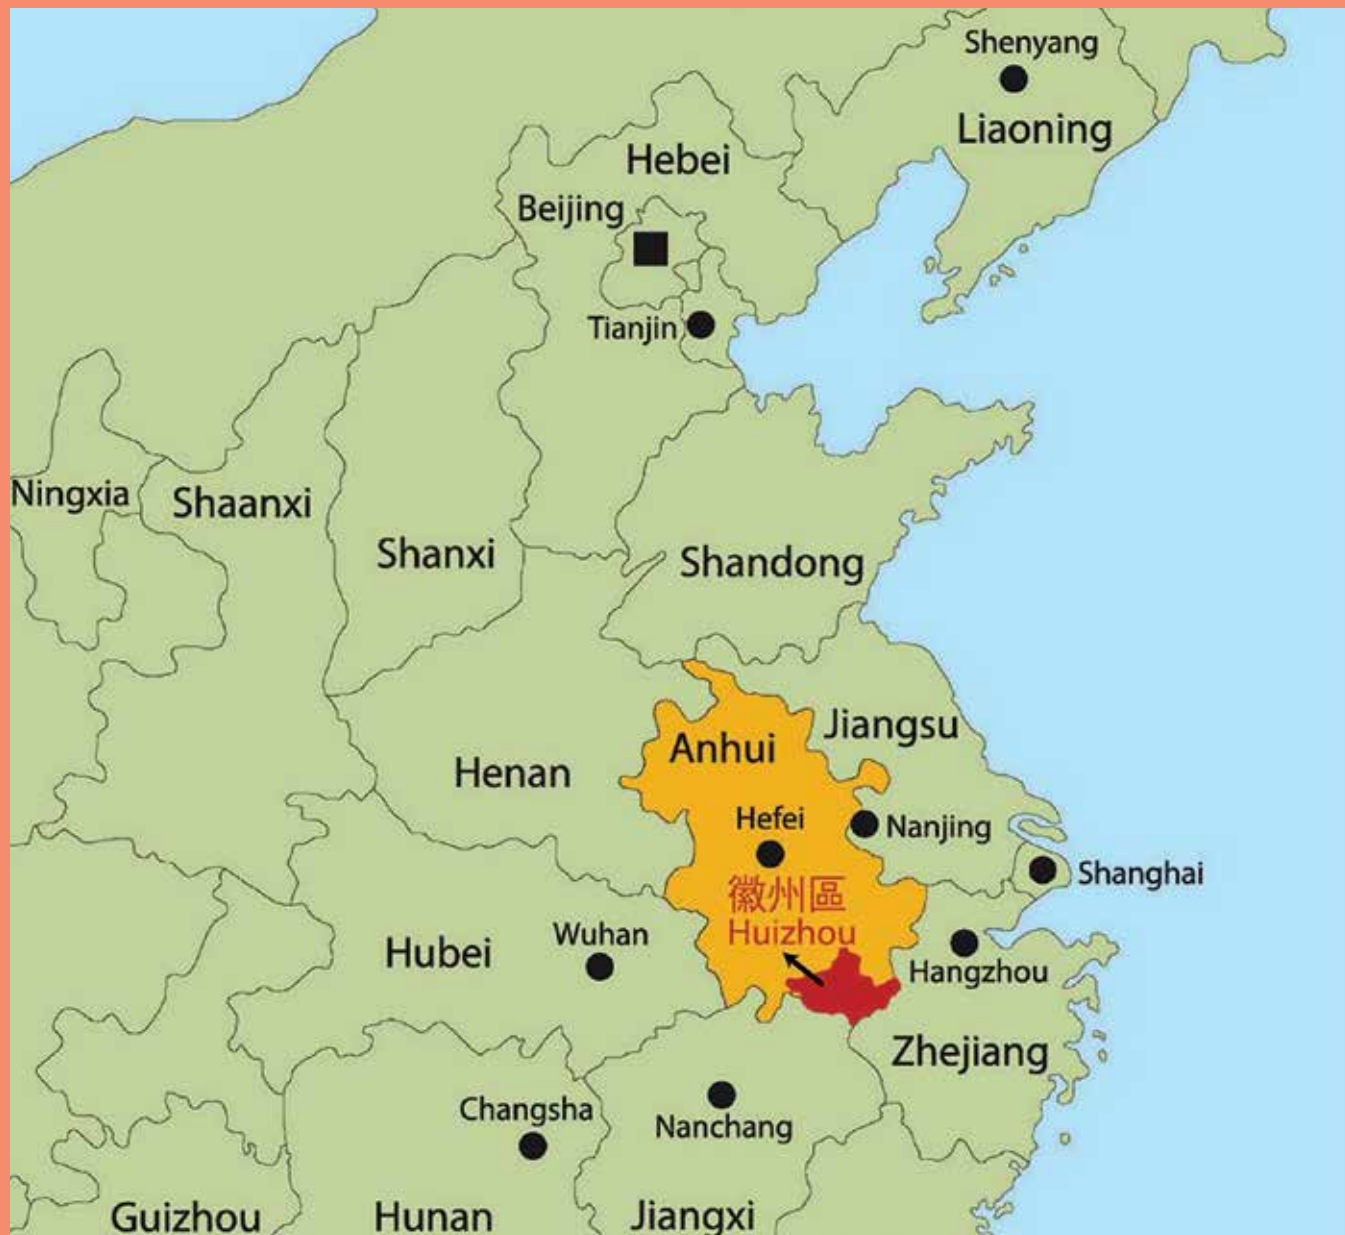 Shenyang
Liaoning
Hebei
Beijing
Tianjin
Ningxia
Shaanxi
Shanxi
Shandong
Jiangsu
Anhui
Henan
Hefei
Nanjing
Shanghai
徽州區
Huizhou
Wuhan
Hubei
Hangzhou
Zhejiang
Changsha
Nanchang
Guizhou
Hunan
Jiangxi